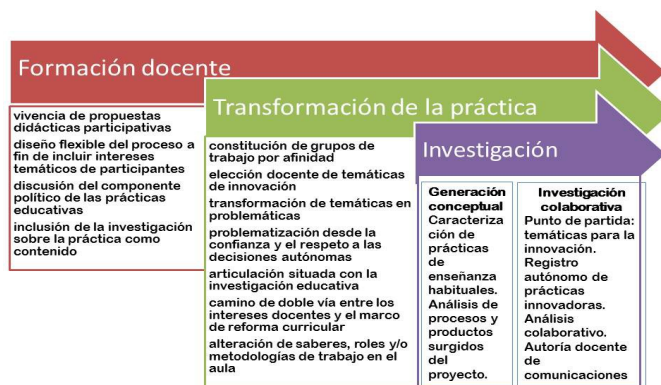 Formación docente
vivencia de propuestas
didácticas participativas
diseño flexible del proceso a
fin de incluir intereses
temáticos de participantes
discusión del componente
político de las prácticas
educativas
inclusión de la investigación
sobre la práctica como
contenido
Transformación de la práctica
constitución de grupos de
trabajo por afinidad
elección docente de temáticas
de innovación
transformación de temáticas en
problemáticas
problematización desde la
confianza y el respeto a las
decisiones autónomas
articulación situada con la
investigación educativa
camino de doble vía entre los
intereses docentes y el marco
de reforma curricular
alteración de saberes, roles y/o
metodologías de trabajo en el
aula
Investigación
Generación
conceptual
Caracteriza
ción de
prácticas
de
enseñanza
habituales.
Análisis de
procesos y
productos
surgidos
del
proyecto.
Investigación
colaborativa
Punto de partida:
temáticas para la
innovación.
Registro
autónomo de
prácticas
innovadoras.
Análisis
colaborativo.
Autoría docente
de
comunicaciones